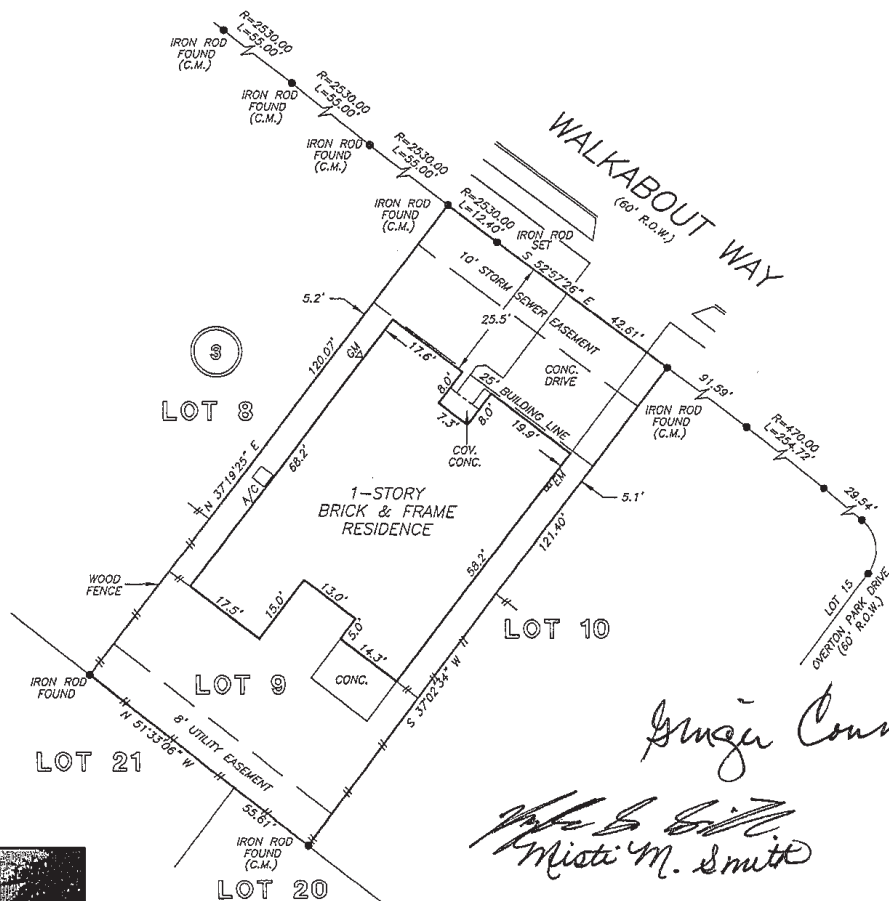 R=2530.00
L=55.00'
IRON ROD
FOUND
(C.M.)
R=2530.00
L=55.00'
IRON ROD
FOUND
(C.M.)
R=2530.00
L=55.00'
IRON ROD
FOUND
(C.M.)
R=2530.00
L=12.40'
IRON ROD
FOUND
(C.M.)
IRON ROD
SET
WALKABOUT WAY
(60' R.O.W.)
S 52°57'26" E
42.61'
10' STORM SEWER EASEMENT
5.2'
25.5'
3
120.07'
GM
17.6'
CONC.
DRIVE
91.59'
LOT 8
8.0'
25' BUILDING LINE
IRON ROD
FOUND
(C.M.)
R=470.00
L=254.72'
7.3'
8.0'
19.9'
COV.
CONC.
N 37°19'25" E
68.2'
EM
5.1'
29.54'
A/C
1-STORY
BRICK & FRAME
RESIDENCE
121.40'
58.2'
WOOD
FENCE
17.5'
15.0'
13.0'
5.0'
14.3'
LOT 15
OVERTON PARK DRIVE
(60' R.O.W.)
LOT 10
IRON ROD
FOUND
LOT 9
CONC.
S 37°02'34" W
N 51°33'06" W
8' UTILITY EASEMENT
LOT 21
55.61'
Ginger
IRON ROD
FOUND
(C.M.)
Misti M. Smith
LOT 20